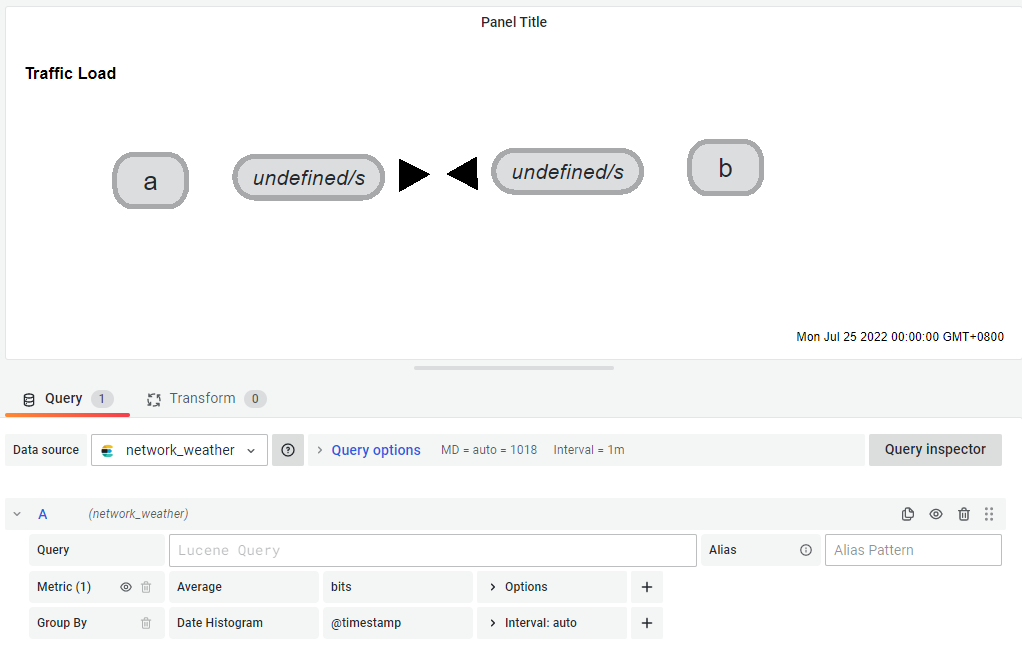 Panel Title
Traffic Load
a undefined/s undefined/s b
Mon Jul 25 2022 00:00:00 GMT+0800
Query 1 Transform 0
Data source network_weather Query options MD = auto = 1018 Interval = 1m Query inspector
A (network_weather)
Query Lucene Query Alias Alias Pattern
Metric (1) Average bits Options +
Group By Date Histogram @timestamp Interval: auto +